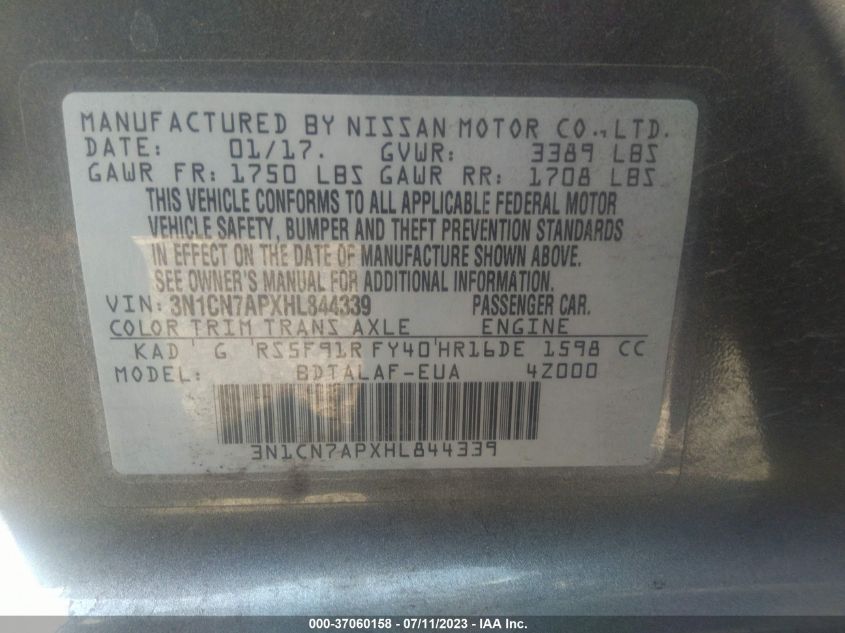 MANUFACTURED BY NISSAN MOTOR CO.,LTD.
DATE: 01/17. GVWR: 3389 LBS
GAWR FR: 1750 LBS GAWR RR: 1708 LBS
THIS VEHICLE CONFORMS TO ALL APPLICABLE FEDERAL MOTOR
VEHICLE SAFETY, BUMPER AND THEFT PREVENTION STANDARDS
IN EFFECT ON THE DATE OF MANUFACTURE SHOWN ABOVE.
SEE OWNER'S MANUAL FOR ADDITIONAL INFORMATION.
VIN: 3N1CN7APXHL844339 PASSENGER CAR.
COLOR TRIM TRANS AXLE ENGINE
KAD G RS5F91R FY40 HR16DE 1598 CC
MODEL: BDTALAF-EUA 4Z000
3N1CN7APXHL844339
000-37060158 - 07/11/2023 - IAA Inc.